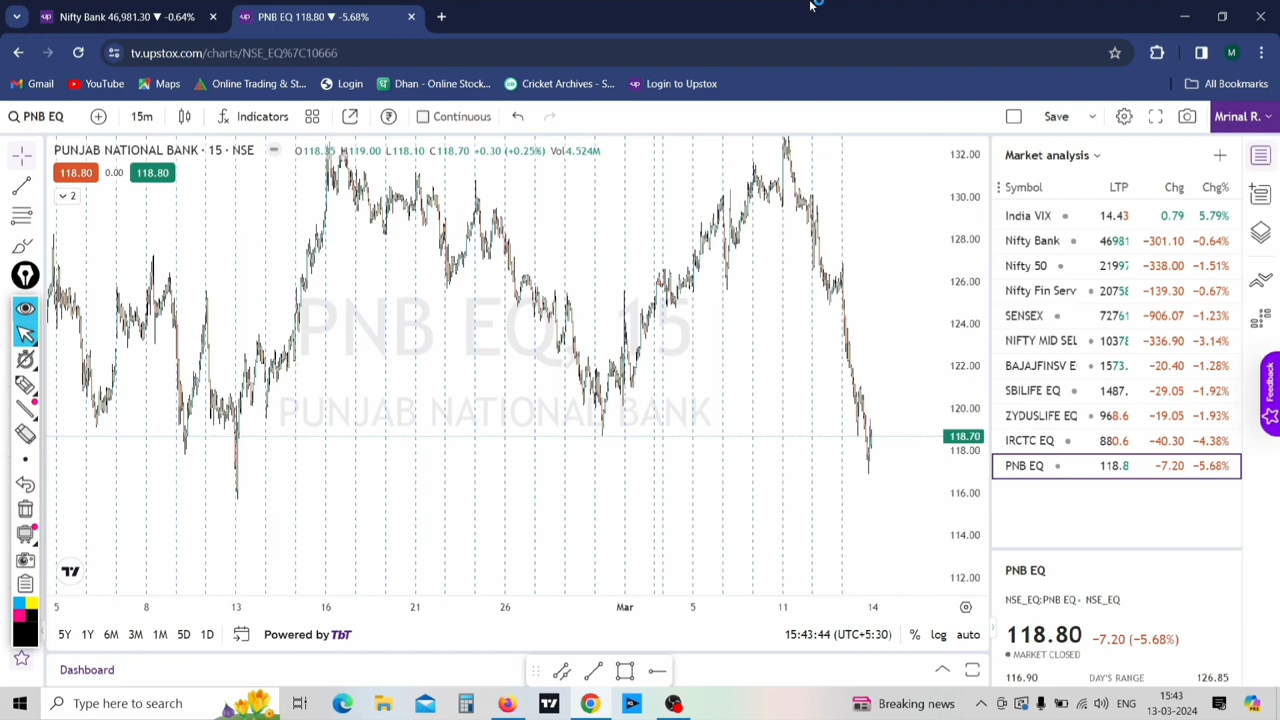 Nifty Bank 46,981.30 ▾ -0.64%
PNB EQ 118.80 ▾ -5.68%
tv.upstox.com/charts/NSE_EQ%7C10666
M
Gmail
YouTube
Maps
Online Trading & St...
Login
Dhan - Online Stock...
Cricket Archives - S...
Login to Upstox
All Bookmarks
PNB EQ
15m
Indicators
Continuous
Save
Mrinal R.
PUNJAB NATIONAL BANK · 15 · NSE
H119.00 L118.10 C118.70 +0.30 (+0.25%) Vol4.524M
118.80 0.00 118.80
2
PNB EQ, 15
PUNJAB NATIONAL BANK
132.00
130.00
128.00
126.00
124.00
122.00
120.00
118.70
118.00
116.00
114.00
112.00
5 8 13 16 21 26 Mar 5 11 14
5Y 1Y 6M 3M 1M 5D 1D
Powered by TbT
15:43:44 (UTC+5:30)
% log auto
Dashboard
Market analysis
Symbol LTP Chg Chg%
India VIX 14.43 0.79 5.79%
Nifty Bank 46981 −301.10 −0.64%
Nifty 50 21997 −338.00 −1.51%
Nifty Fin Serv 20758 −139.30 −0.67%
SENSEX 72761 −906.07 −1.23%
NIFTY MID SEL 10378 −336.90 −3.14%
BAJAJFINSV E 1573. −20.40 −1.28%
SBILIFE EQ 1487. −29.05 −1.92%
ZYDUSLIFE EQ 968.6 −19.05 −1.93%
IRCTC EQ 880.6 −40.30 −4.38%
PNB EQ 118.8 −7.20 −5.68%
PNB EQ
NSE_EQ:PNB EQ • NSE_EQ
118.80 −7.20 (−5.68%)
MARKET CLOSED
116.90 DAY'S RANGE 126.85
Feedback
Type here to search
Breaking news
ENG
15:43
13-03-2024